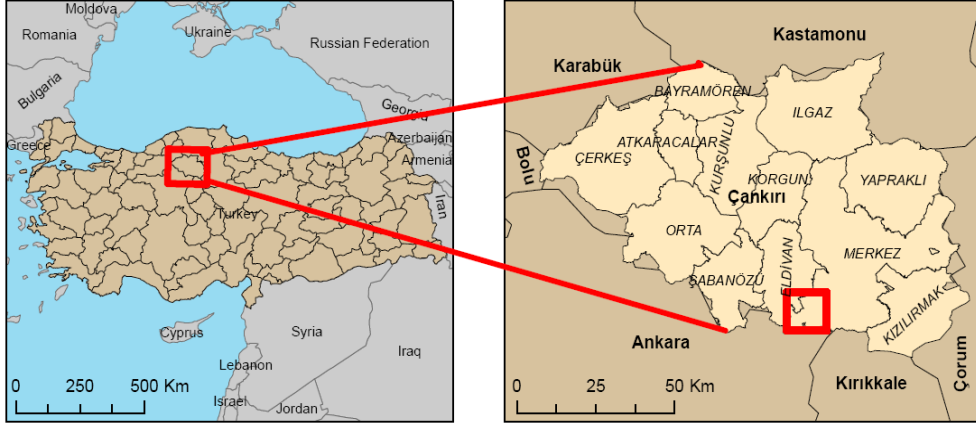 Moldova
Romania
Ukraine
Russian Federation
Bulgaria
Georgia
Greece
Azerbaijan
Armenia
Iran
Turkey
Cyprus
Syria
Lebanon
Iraq
Israel
Jordan
0 250 500 Km
Kastamonu
Karabük
BAYRAMÖREN
ILGAZ
ATKARACALAR
ÇERKEŞ
KURŞUNLU
Bolu
KORGUN
YAPRAKLI
Çankırı
ORTA
MERKEZ
ELDİVAN
ŞABANÖZÜ
KIZILIRMAK
Ankara
Kırıkkale
Çorum
0 25 50 Km